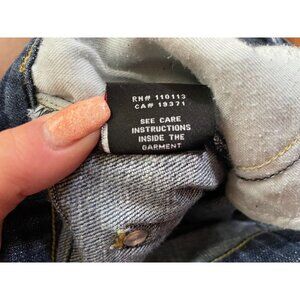 RN# 110113
CA# 19371
SEE CARE
INSTRUCTIONS
INSIDE THE
GARMENT